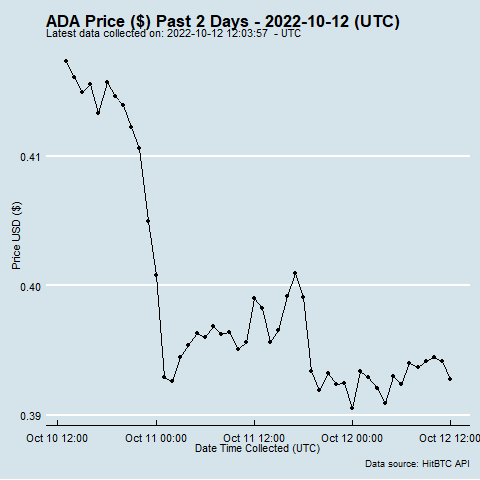 ADA Price ($) Past 2 Days - 2022-10-12 (UTC)
Latest data collected on: 2022-10-12 12:03:57 - UTC
0.41
0.40
0.39
Price USD ($)
Oct 10 12:00
Oct 11 00:00
Oct 11 12:00
Oct 12 00:00
Oct 12 12:00
Date Time Collected (UTC)
Data source: HitBTC API